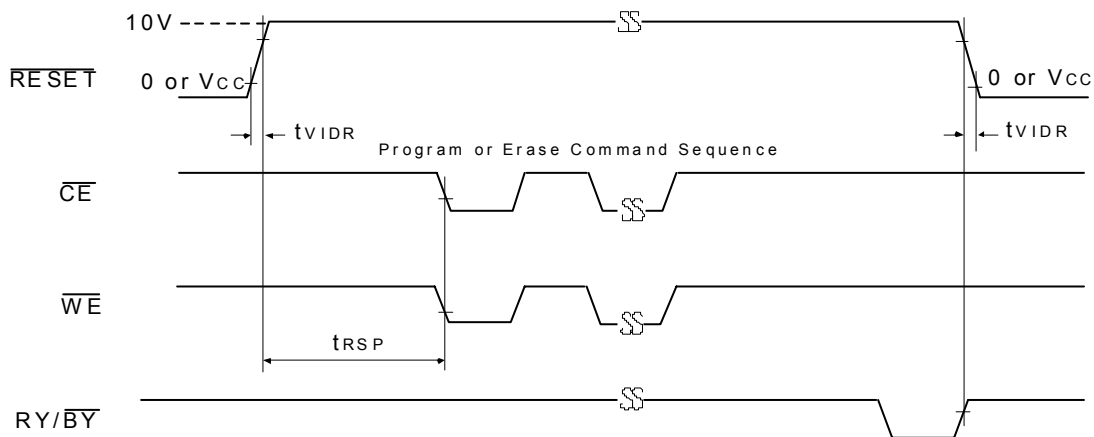 10V
RESET
0 or VCC
0 or VCC
tVIDR
tVIDR
Program or Erase Command Sequence
CE
WE
tRSP
RY/BY